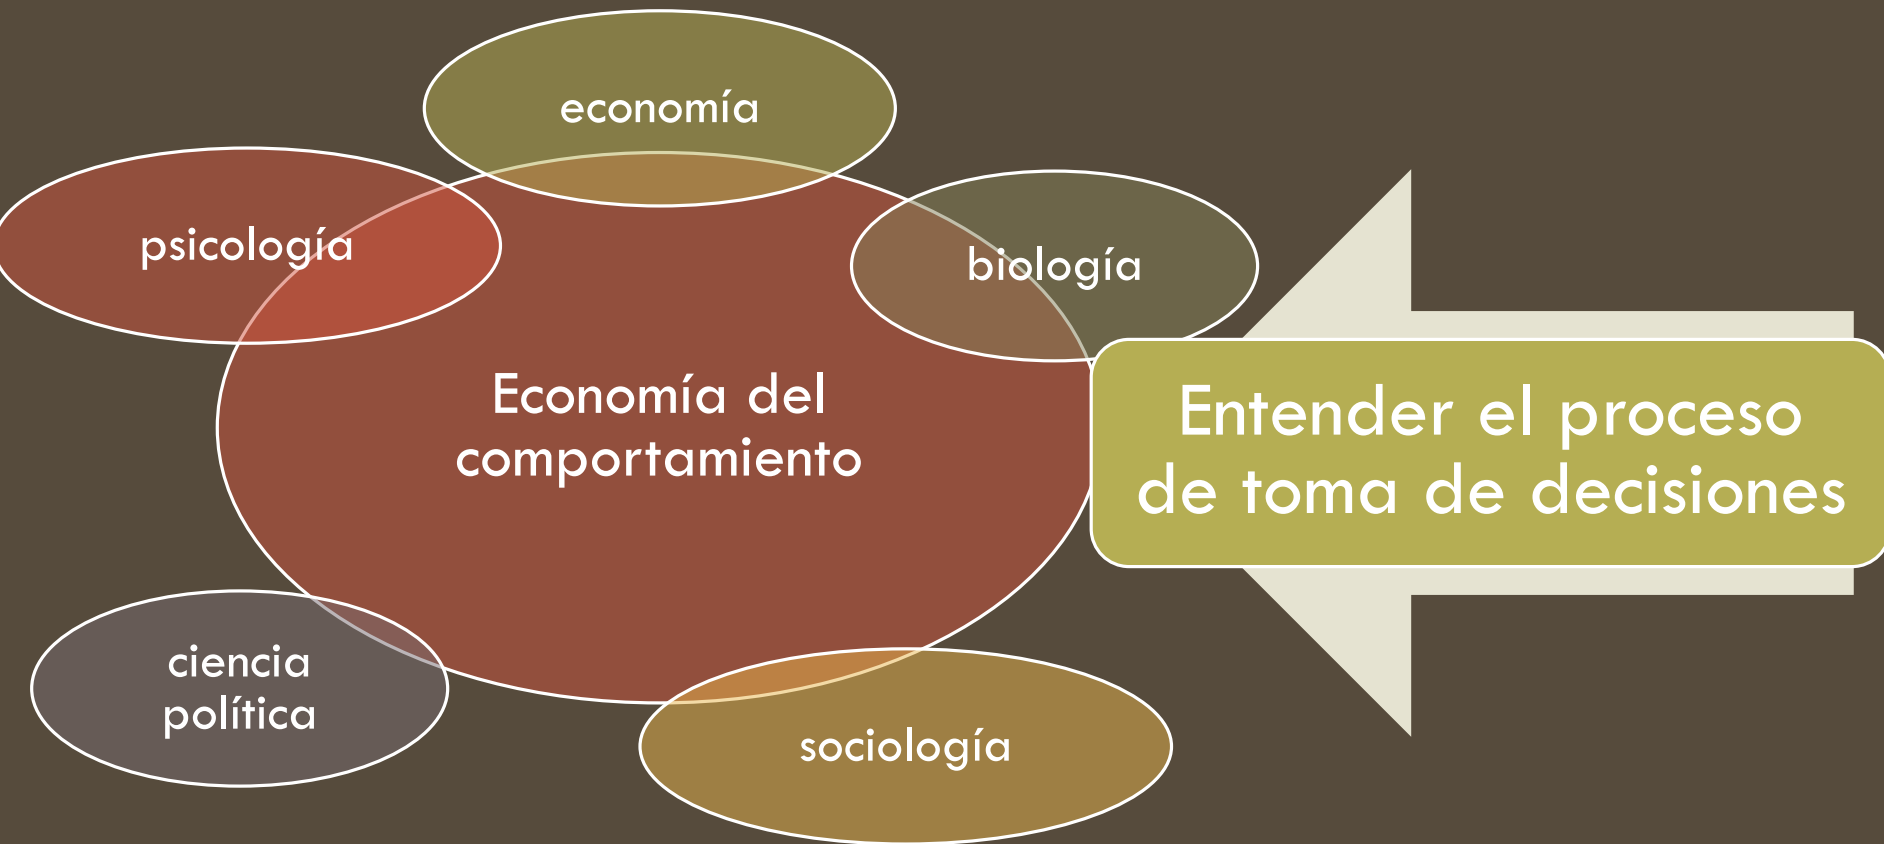 economía
psicología
biología
Economía del
comportamiento
Entender el proceso
de toma de decisiones
ciencia
política
sociología